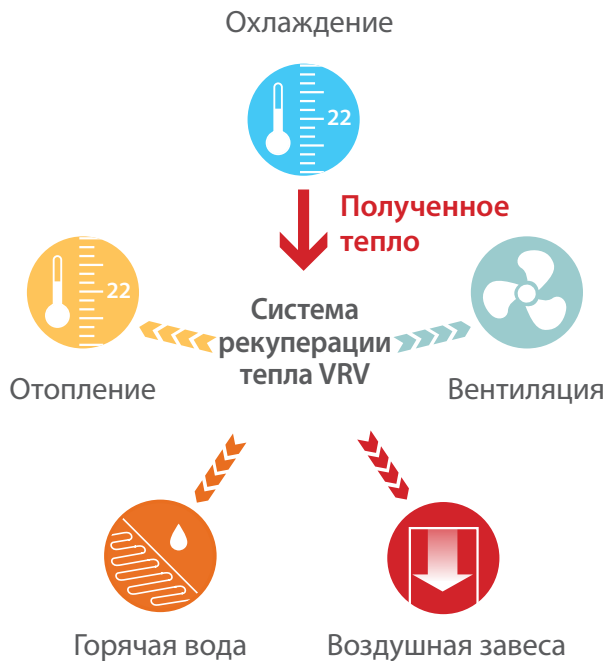 Охлаждение
22
Полученное
тепло
22
Система
рекуперации
тепла VRV
Отопление
Вентиляция
Горячая вода
Воздушная завеса